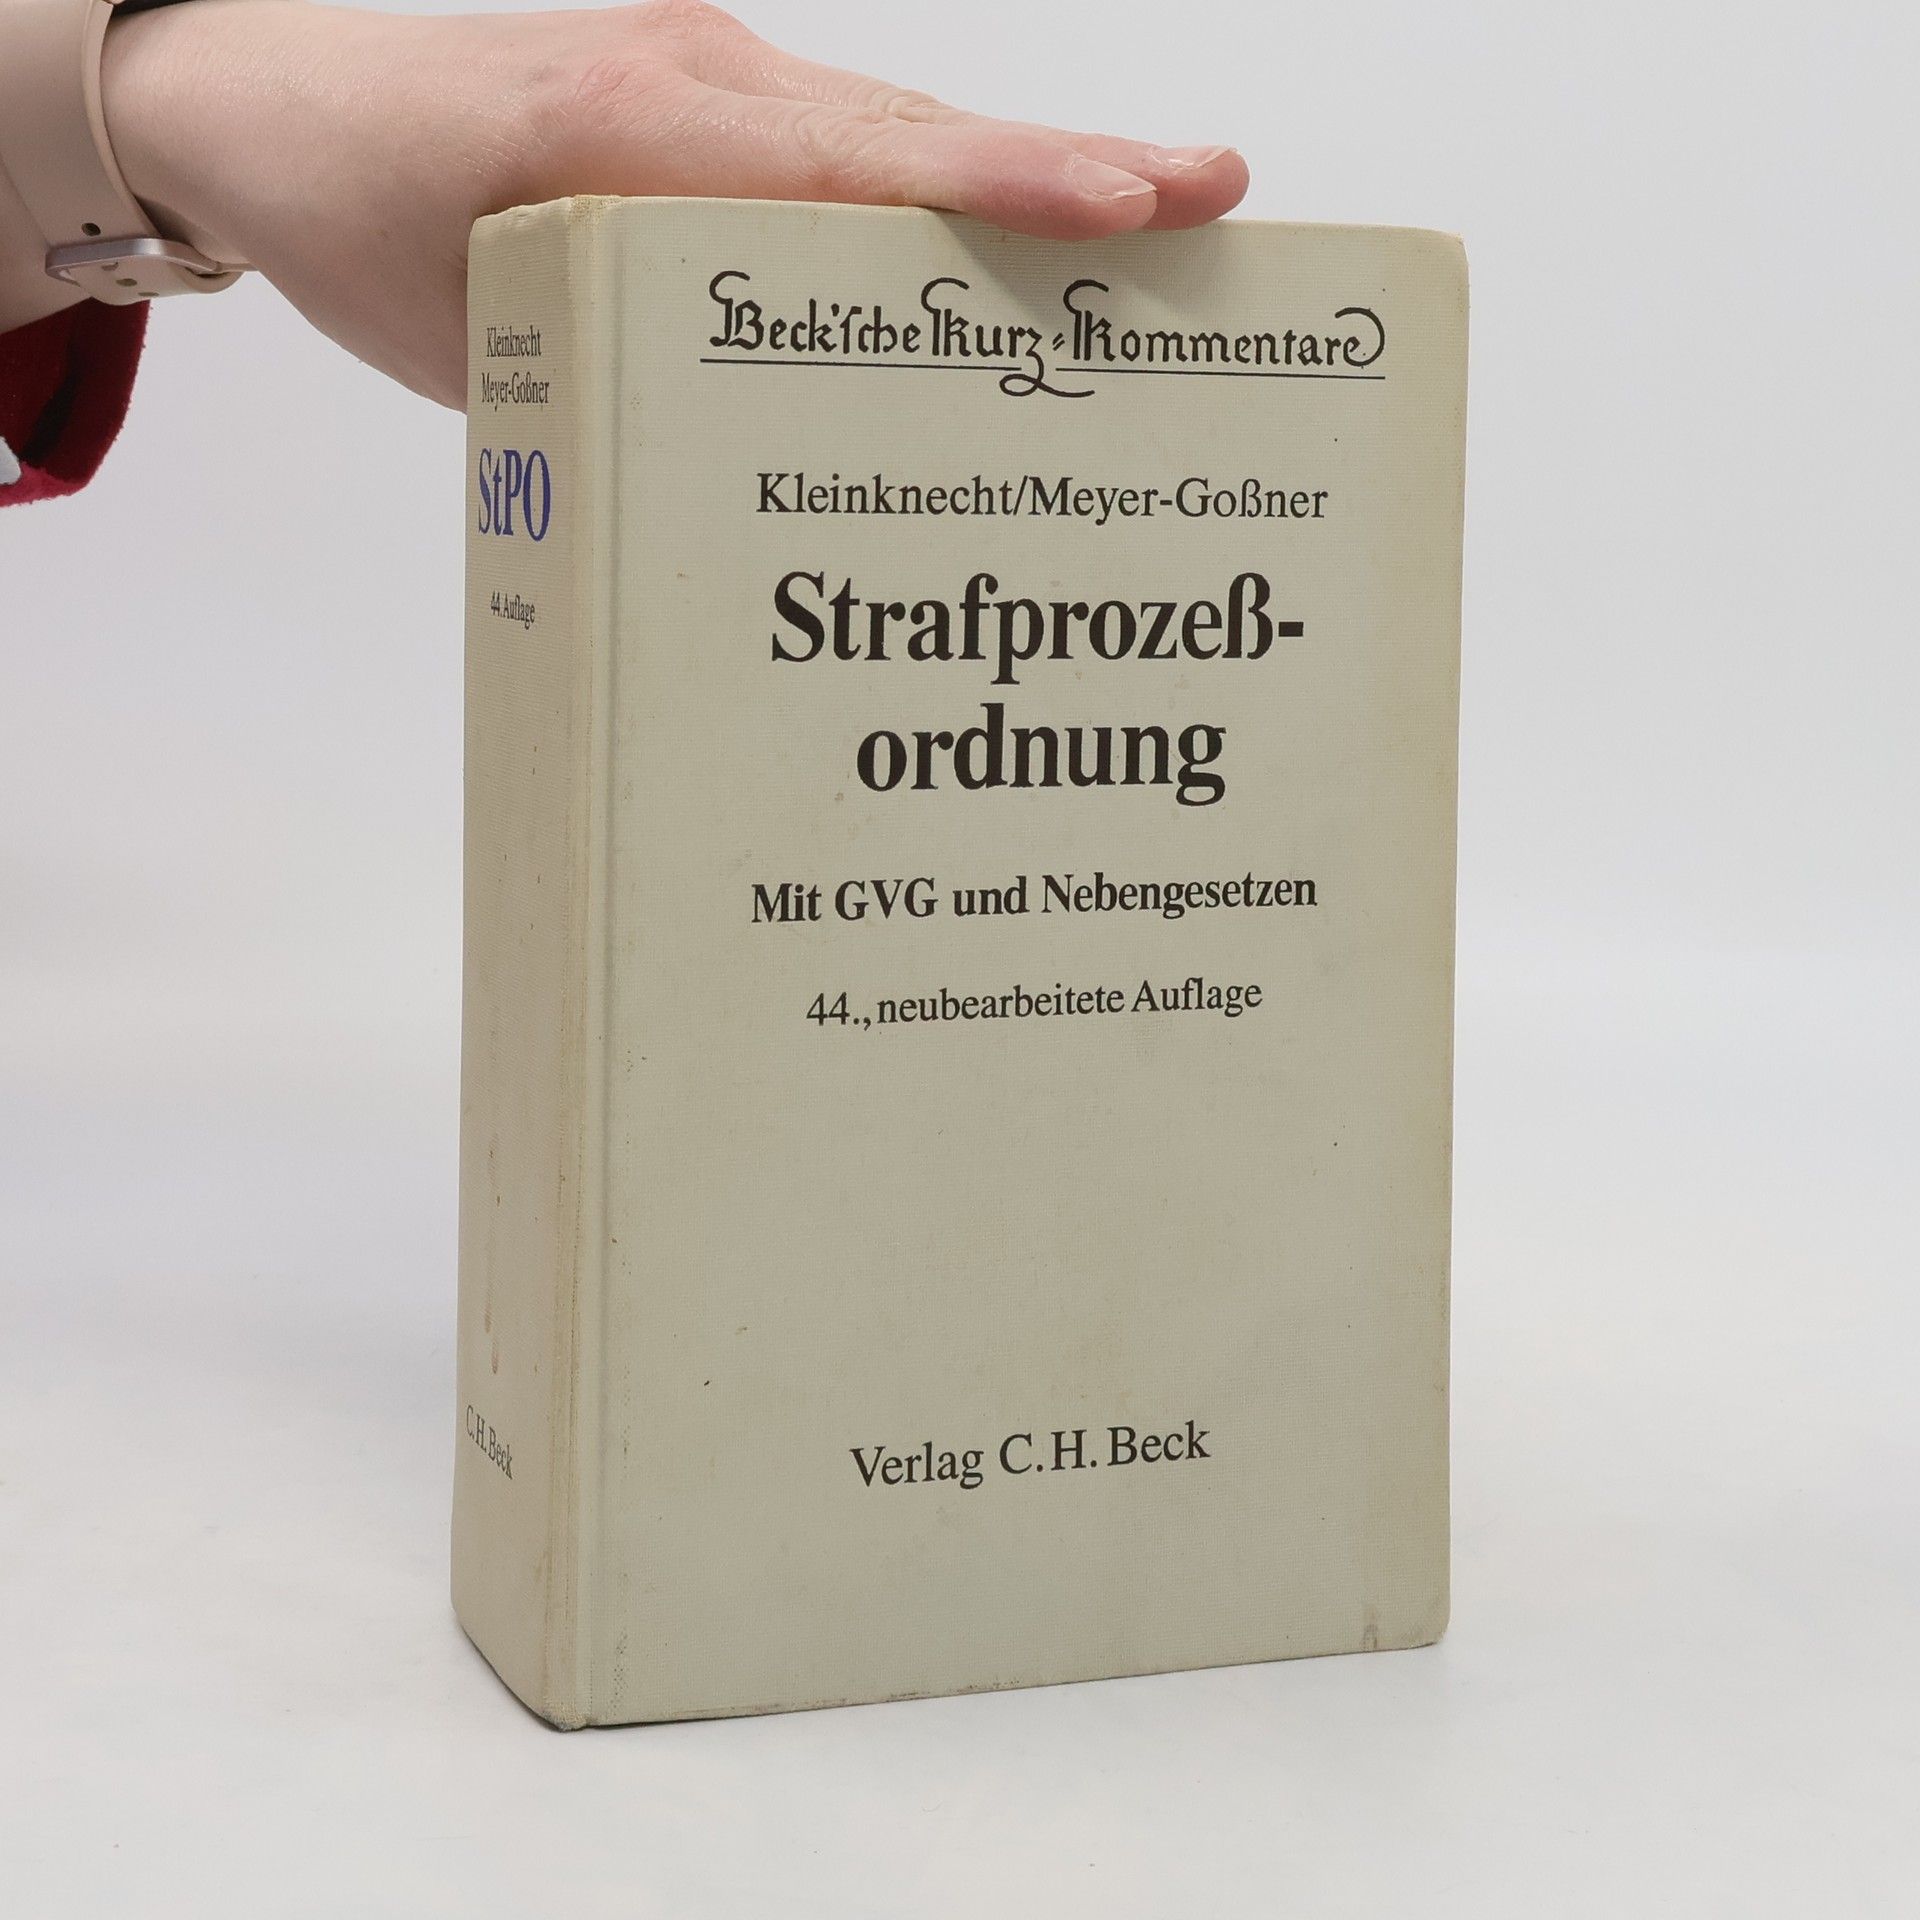 Kleinknecht
Meyer-Goßner
StPO
44. Auflage
C.H. Beck
Beck'sche Kurz-Kommentare
Kleinknecht/Meyer-Goßner
Strafprozeß-
ordnung
Mit GVG und Nebengesetzen
44., neubearbeitete Auflage
Verlag C.H. Beck